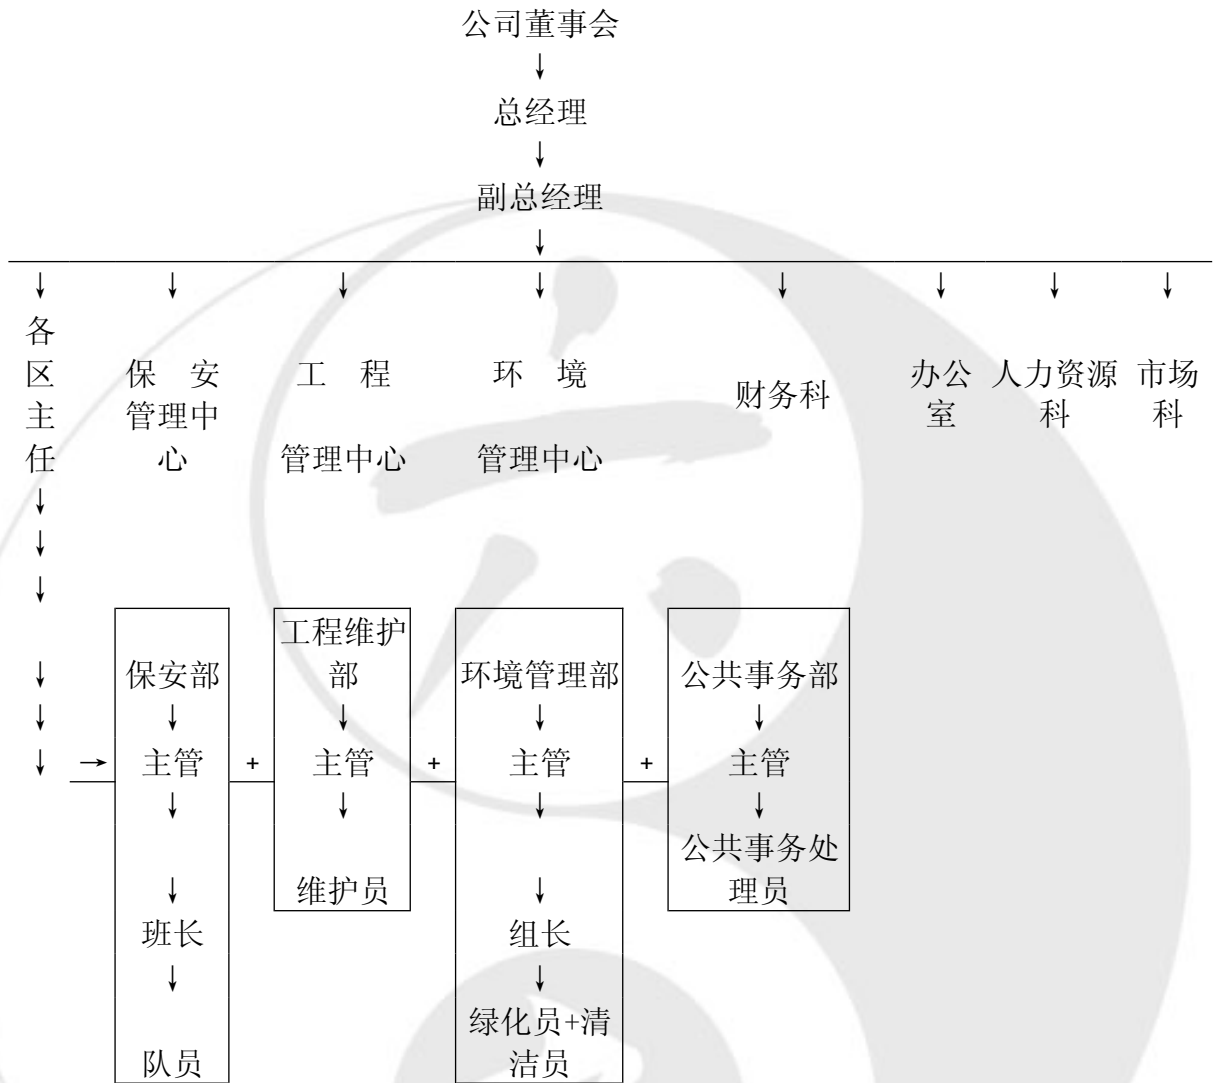 公司董事会
↓
总经理
↓
副总经理
↓
↓ ↓ ↓ ↓ ↓ ↓ ↓ ↓
各
区
主
任
保 安
管理中
心
工 程
管理中心
环 境
管理中心
财务科
办公
室
人力资源
科
市场
科
↓
↓
↓
↓
↓
↓
→
保安部
↓
主管
↓
↓
班长
↓
队员
+
工程维护
部
↓
主管
↓
维护员
+
环境管理部
↓
主管
↓
↓
组长
↓
绿化员+清
洁员
+
公共事务部
↓
主管
↓
公共事务处
理员